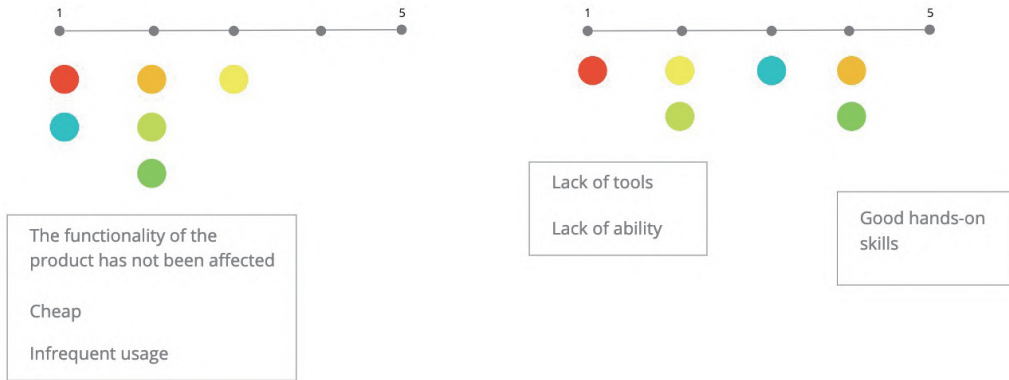 1
5
The functionality of the
product has not been affected
Cheap
Infrequent usage
1
5
Lack of tools
Lack of ability
Good hands-on
skills